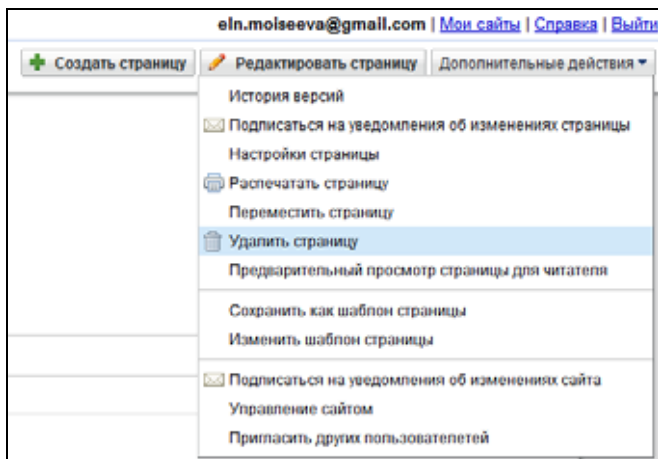 eln.moiseeva@gmail.com | Мои сайты | Справка | Выйти
Создать страницу Редактировать страницу Дополнительные действия
История версий
Подписаться на уведомления об изменениях страницы
Настройки страницы
Распечатать страницу
Переместить страницу
Удалить страницу
Предварительный просмотр страницы для читателя
Сохранить как шаблон страницы
Изменить шаблон страницы
Подписаться на уведомления об изменениях сайта
Управление сайтом
Пригласить других пользователетей